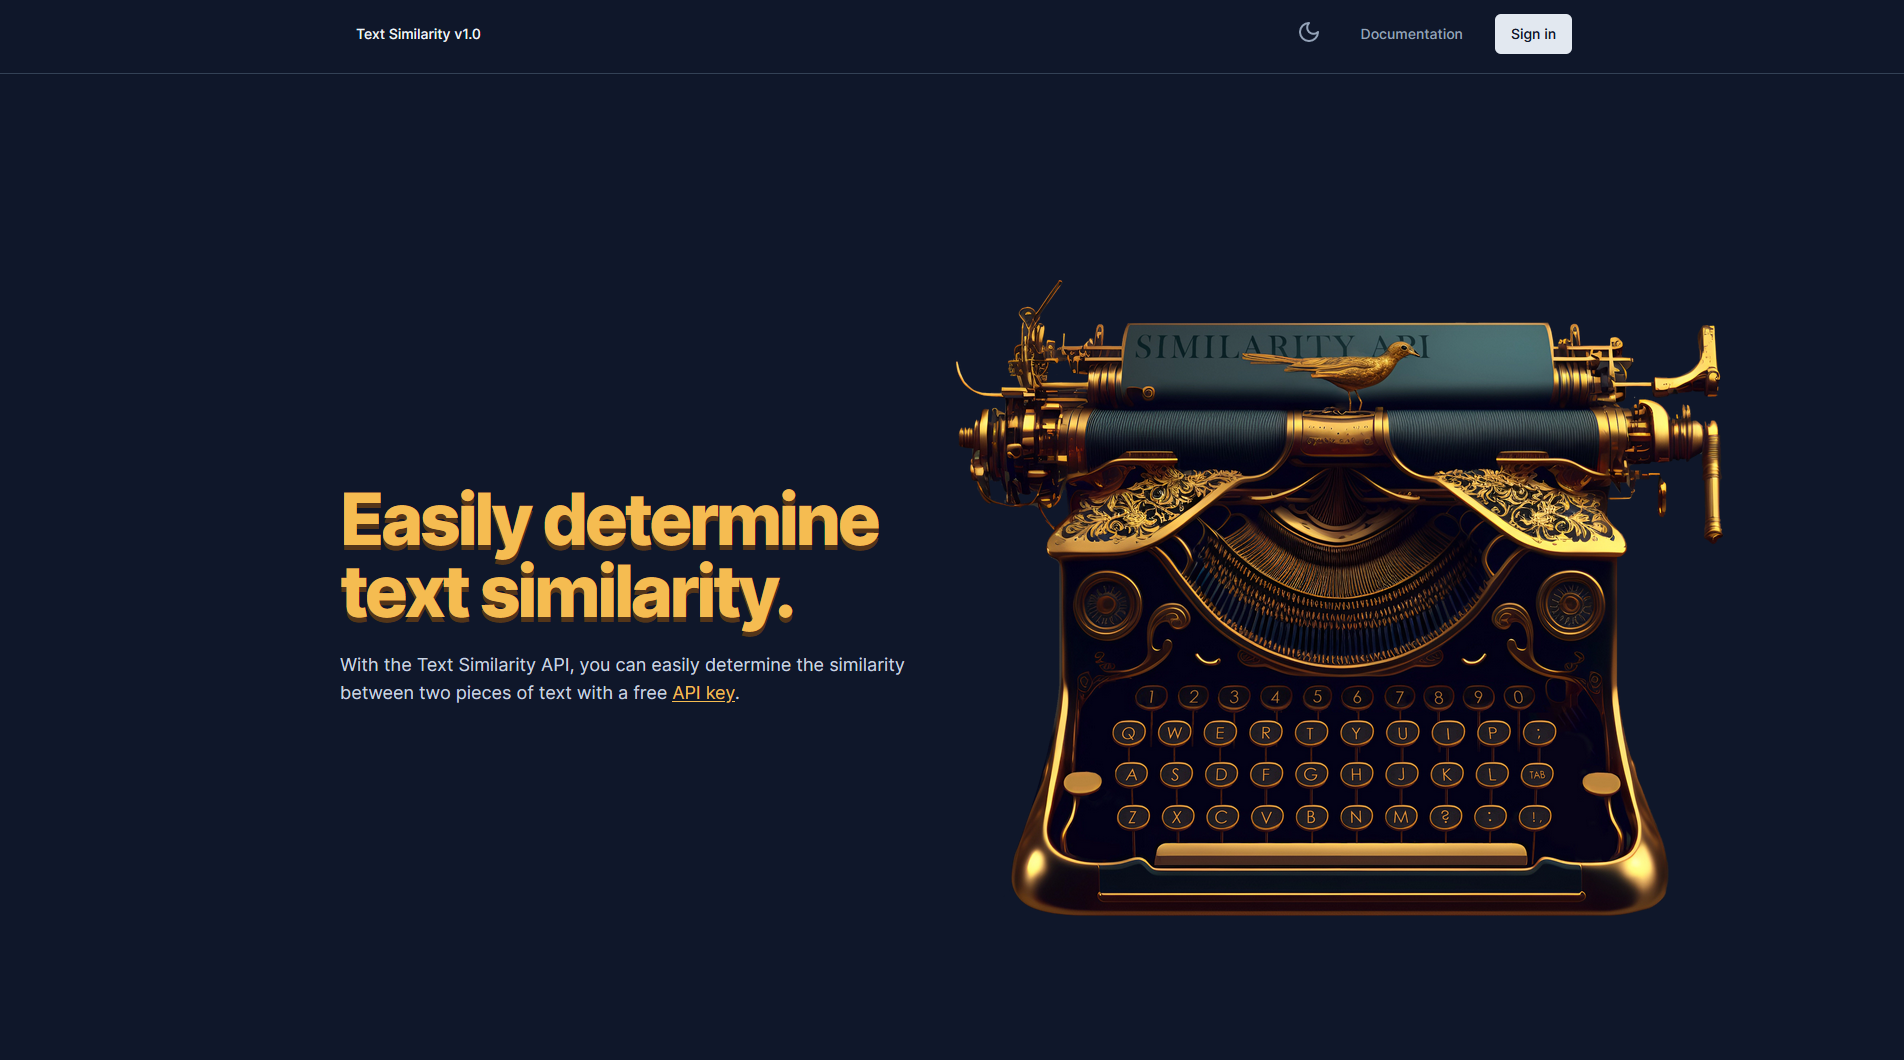 Text Similarity v1.0
Documentation
Sign in
SIMILARITY API
Easily determine
text similarity.
With the Text Similarity API, you can easily determine the similarity
between two pieces of text with a free API key.
1 2 3 4 5 6 7 8 9 0
Q W E R T Y U I P ;
A S D F G H J K L TAB
Z X C V B N M ? : !,